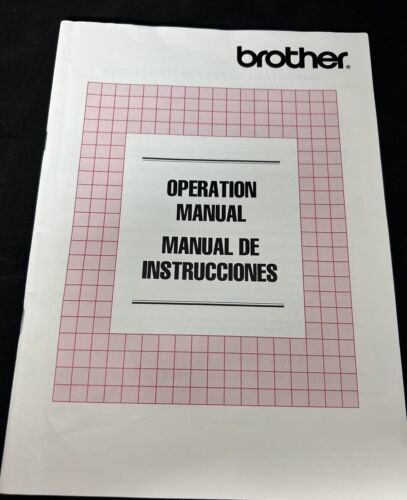 brother®
OPERATION
MANUAL
MANUAL DE
INSTRUCCIONES